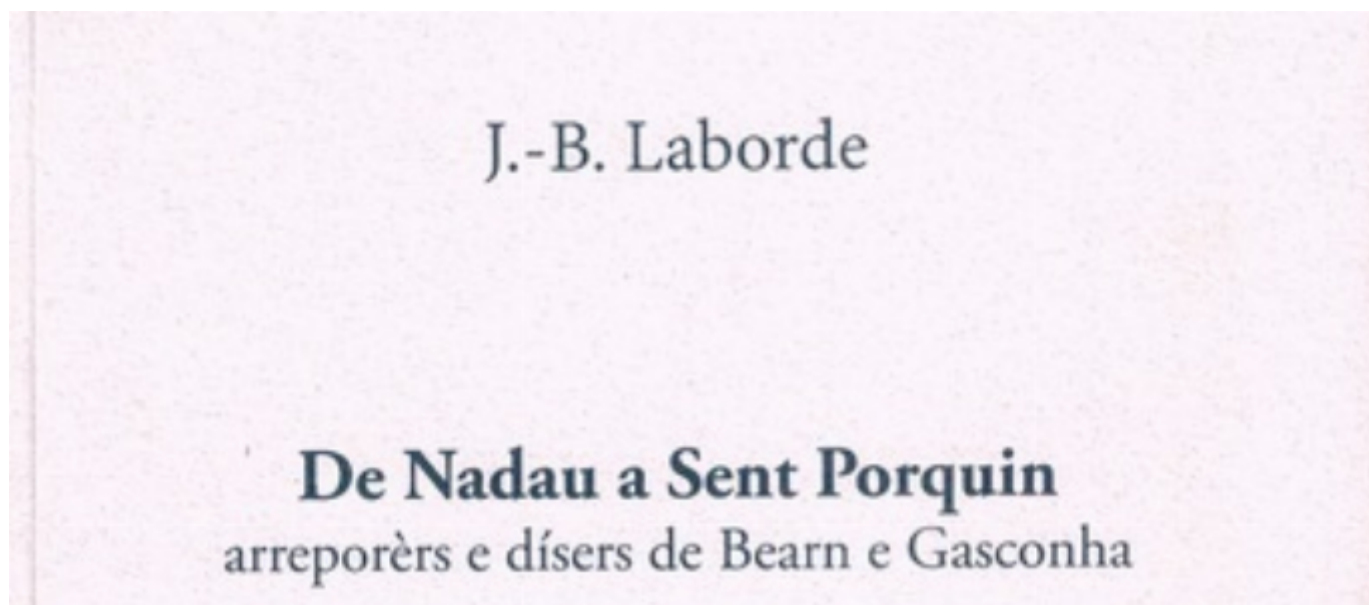 J.-B. Laborde
De Nadau a Sent Porquin
arreporèrs e dísers de Bearn e Gasconha